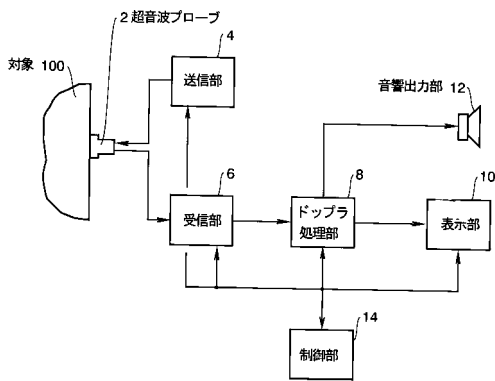 2 超音波プローブ
4
対象 100
送信部
音響出力部 12
6
8
10
受信部
ドップラ
処理部
表示部
14
制御部